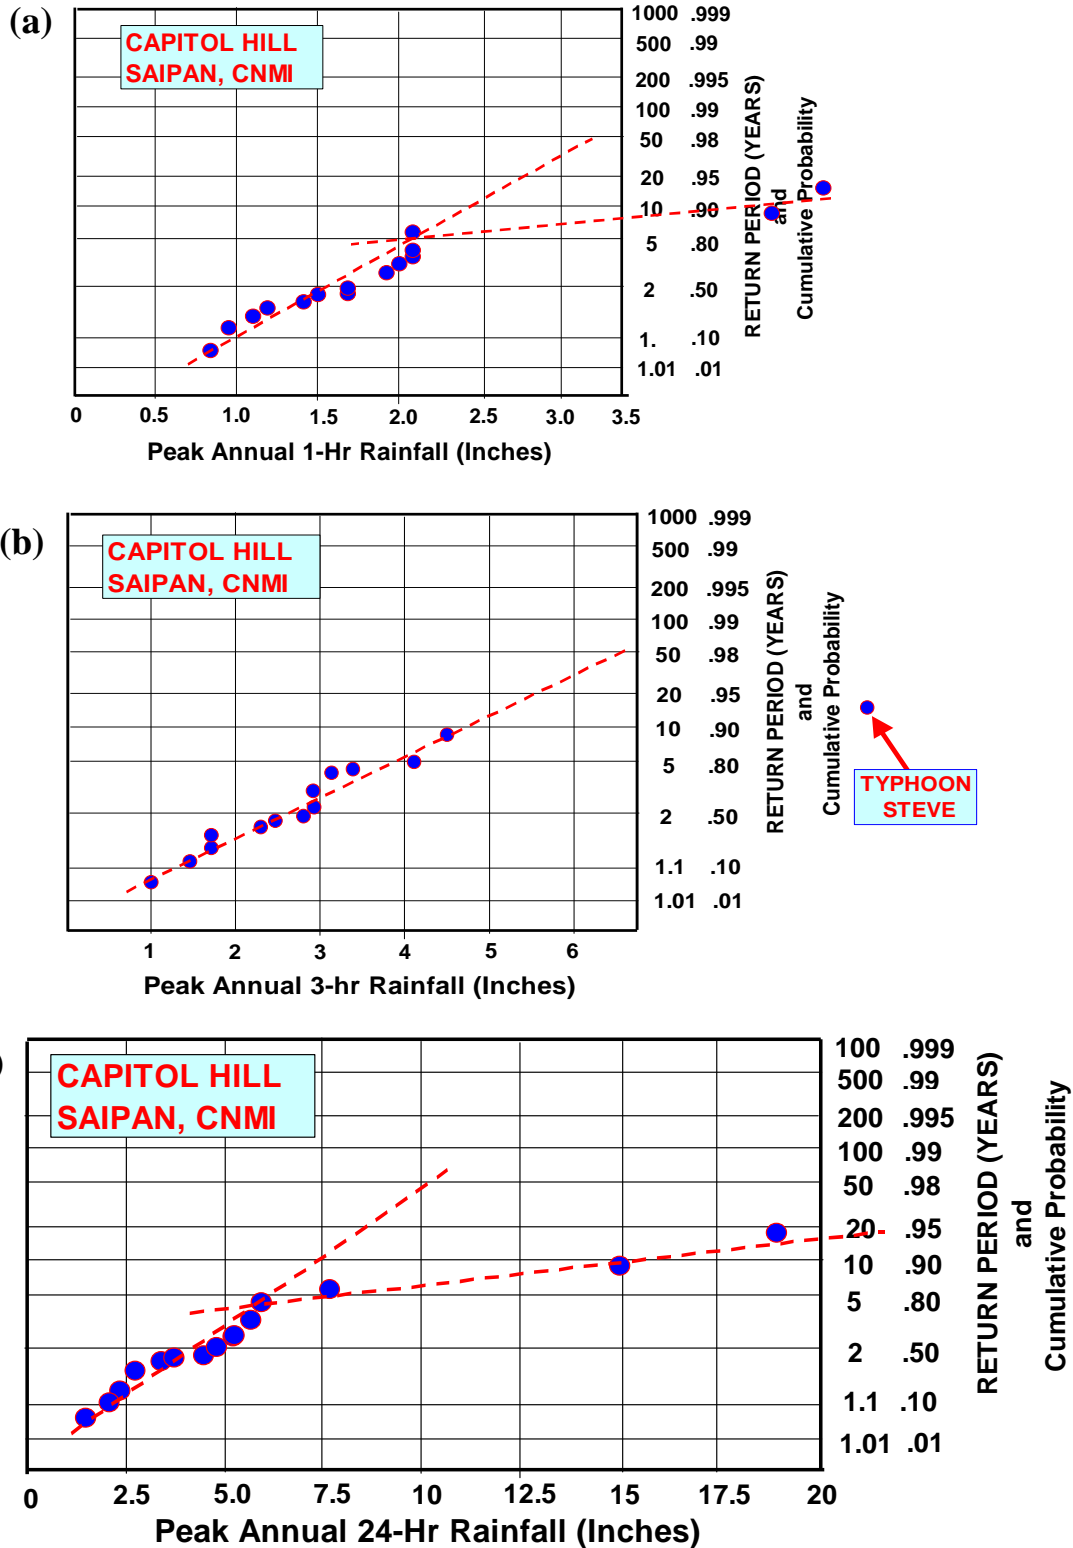 (a)
CAPITOL HILL
SAIPAN, CNMI
1000 .999
500 .99
200 .995
100 .99
50 .98
20 .95
10 .90
5 .80
2 .50
1. .10
1.01 .01
RETURN PERIOD (YEARS)
and
Cumulative Probability
0 0.5 1.0 1.5 2.0 2.5 3.0 3.5
Peak Annual 1-Hr Rainfall (Inches)
(b)
CAPITOL HILL
SAIPAN, CNMI
1000 .999
500 .99
200 .995
100 .99
50 .98
20 .95
10 .90
5 .80
2 .50
1.1 .10
1.01 .01
RETURN PERIOD (YEARS)
and
Cumulative Probability
TYPHOON
STEVE
1 2 3 4 5 6
Peak Annual 3-hr Rainfall (Inches)
)
CAPITOL HILL
SAIPAN, CNMI
100 .999
500 .99
200 .995
100 .99
50 .98
20 .95
10 .90
5 .80
2 .50
1.1 .10
1.01 .01
RETURN PERIOD (YEARS)
and
Cumulative Probability
0 2.5 5.0 7.5 10 12.5 15 17.5 20
Peak Annual 24-Hr Rainfall (Inches)